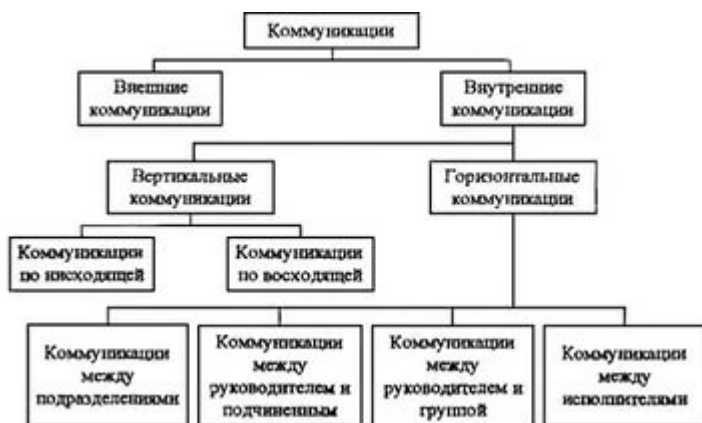 Коммуникации
Внешние
коммуникации
Внутренние
коммуникации
Вертикальные
коммуникации
Горизонтальные
коммуникации
Коммуникации
по нисходящей
Коммуникации
по восходящей
Коммуникации
между
подразделениями
Коммуникации
между
руководителем и
подчиненным
Коммуникации
между
руководителем и
группой
Коммуникации
между
исполнителями